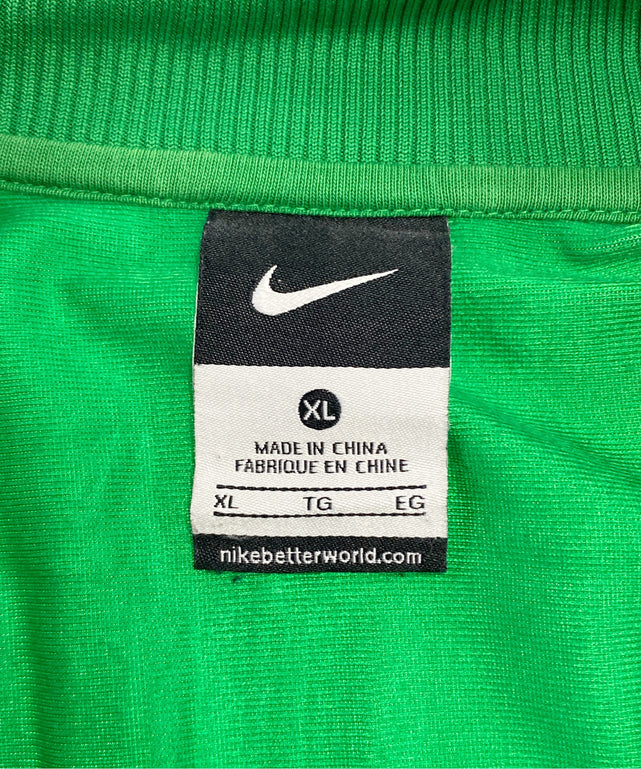 XL
MADE IN CHINA
FABRIQUE EN CHINE
XL TG EG
nikebetterworld.com